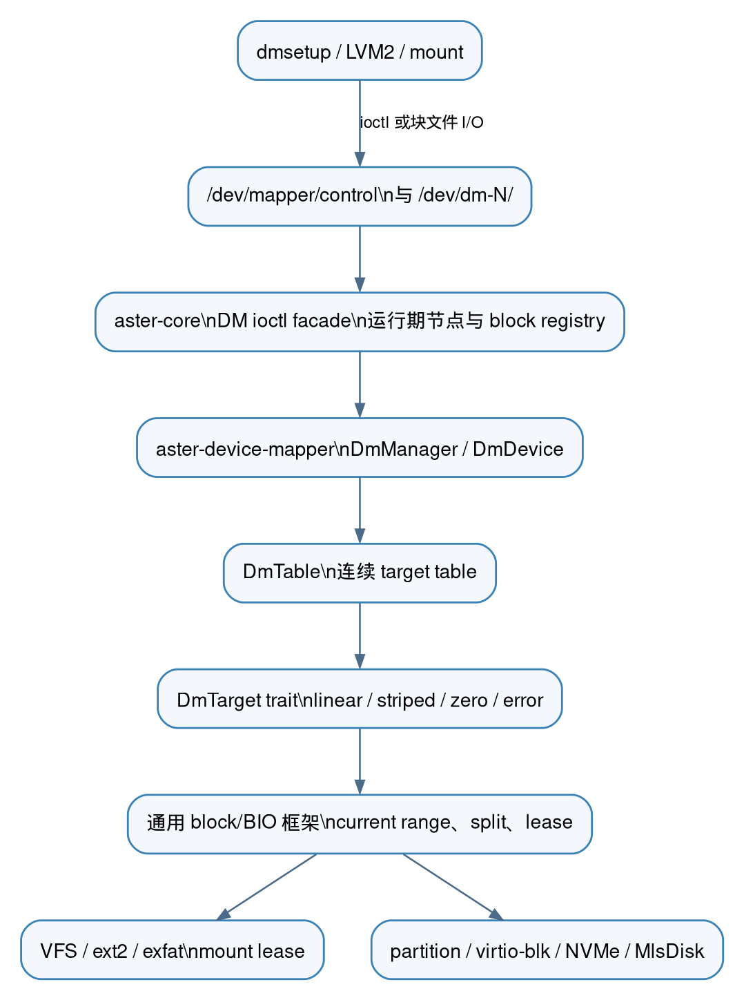 dmsetup / LVM2 / mount
ioctl 或块文件 I/O
/dev/mapper/control\n与 /dev/dm-N/
aster-core\nDM ioctl facade\n运行期节点与 block registry
aster-device-mapper\nDmManager / DmDevice
DmTable\n连续 target table
DmTarget trait\nlinear / striped / zero / error
通用 block/BIO 框架\ncurrent range、split、lease
VFS / ext2 / exfat\nmount lease
partition / virtio-blk / NVMe / MlsDisk